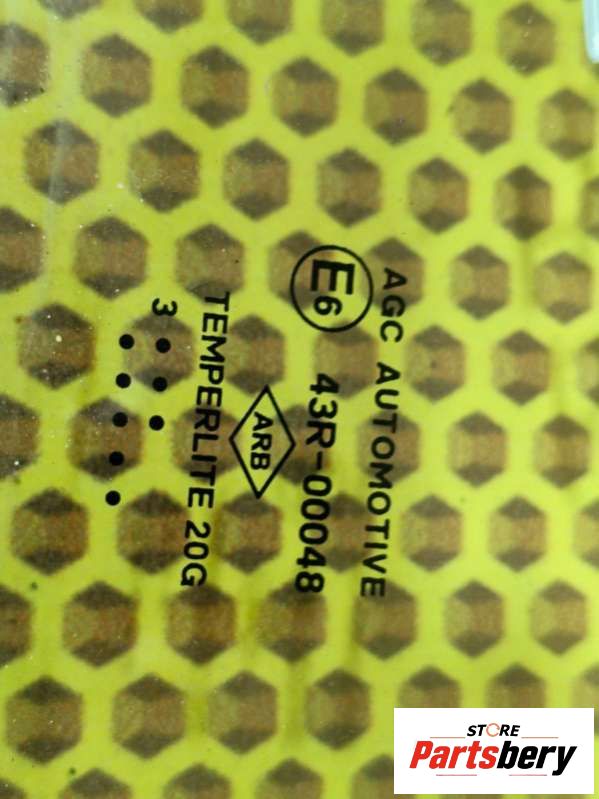 AGC AUTOMOTIVE
E6 43R-00048
ARB
TEMPERLITE 20G
3 • • •
• • • • •
STORE
Partsbery